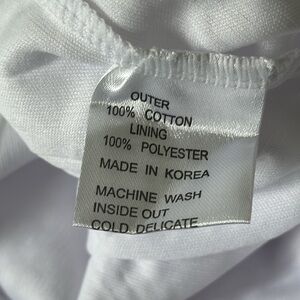 OUTER
100% COTTON
LINING
100% POLYESTER
MADE IN KOREA
MACHINE WASH
INSIDE OUT
COLD, DELICATE